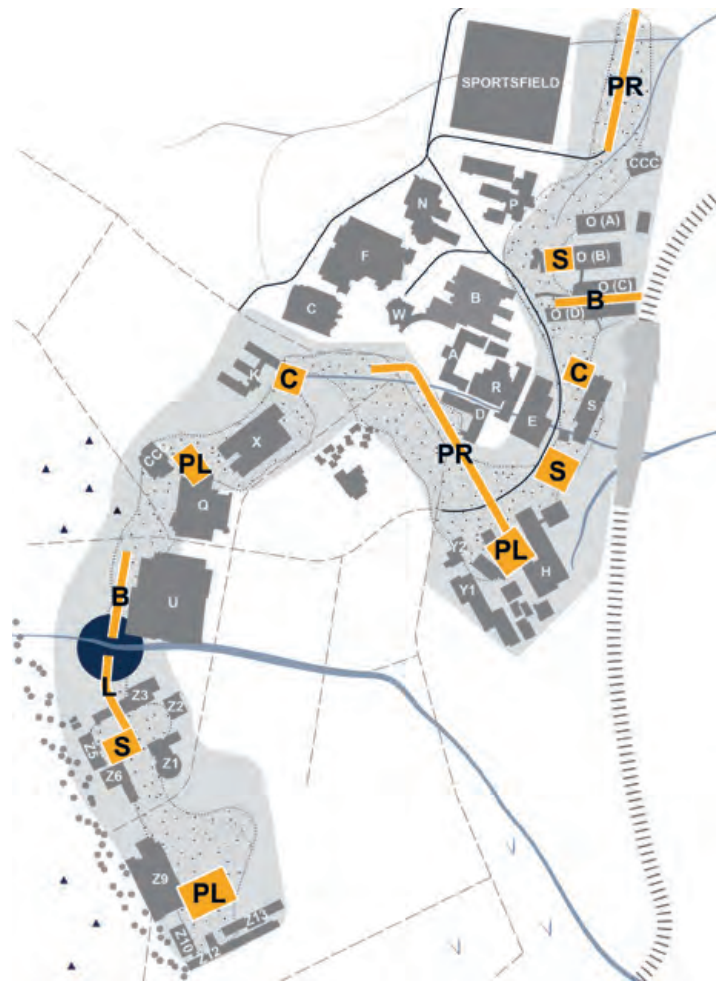 PR
SPORTSFIELD
CCC
N
P
O (A)
F
S
O (B)
O (C)
B
O (D)
C
B
W
A
K
C
R
C
S
D
E
X
CC
PL
PR
S
Q
Y2
PL
H
Y1
B
U
L
Z3
Z2
S
Z5
Z1
Z6
Z9
PL
Z13
Z10
Z12